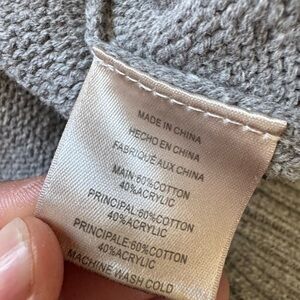 MADE IN CHINA
HECHO EN CHINA
FABRIQUÉ AUX CHINA
MAIN:60%COTTON
40%ACRYLIC
PRINCIPAL:60%COTTON
40%ACRYLIC
PRINCIPALE:60%COTTON
40%ACRYLIC
MACHINE WASH COLD